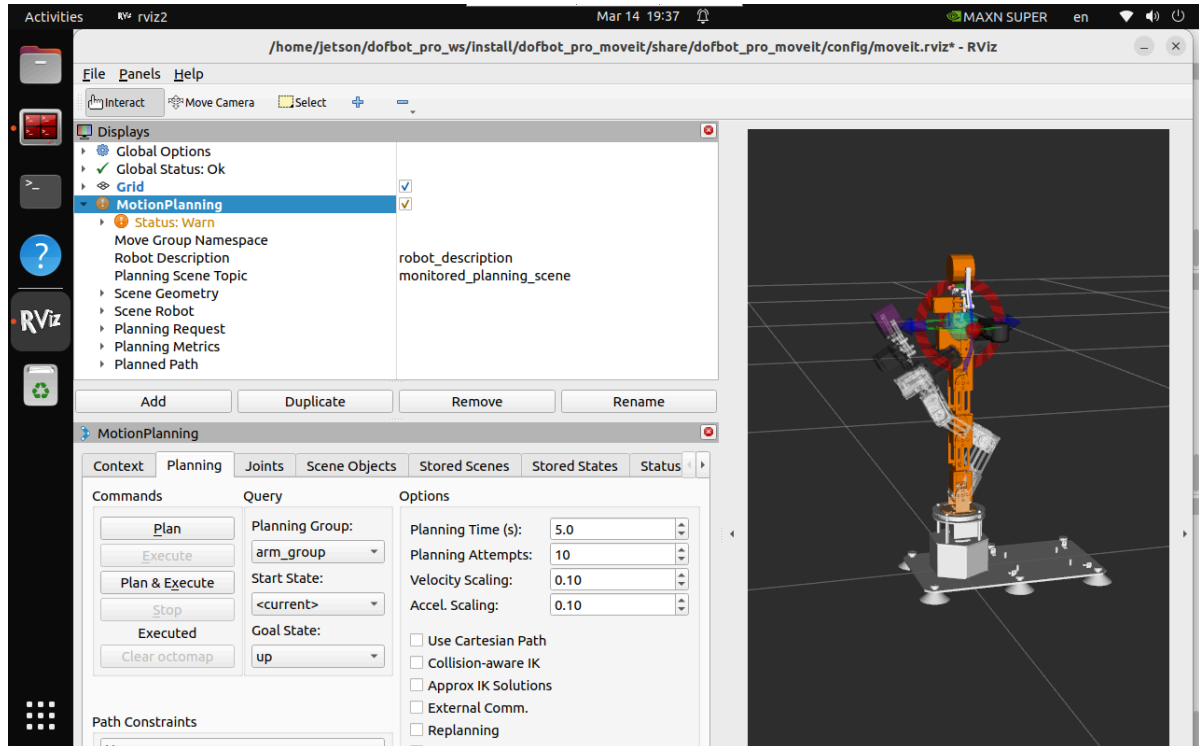 Activities RViz rviz2 Mar 14 19:37 MAXN SUPER en
/home/jetson/dofbot_pro_ws/install/dofbot_pro_moveit/share/dofbot_pro_moveit/config/moveit.rviz* - RViz
File Panels Help
Interact Move Camera Select
Displays
Global Options
Global Status: Ok
Grid
MotionPlanning
Status: Warn
Move Group Namespace
Robot Description robot_description
Planning Scene Topic monitored_planning_scene
Scene Geometry
Scene Robot
Planning Request
Planning Metrics
Planned Path
Add Duplicate Remove Rename
MotionPlanning
Context Planning Joints Scene Objects Stored Scenes Stored States Status
Commands Query Options
Plan Planning Group: Planning Time (s): 5.0
Execute arm_group Planning Attempts: 10
Plan & Execute Start State: Velocity Scaling: 0.10
Stop <current> Accel. Scaling: 0.10
Executed Goal State: Use Cartesian Path
Clear octomap up Collision-aware IK
Approx IK Solutions
External Comm.
Path Constraints Replanning
>_
?
RViz